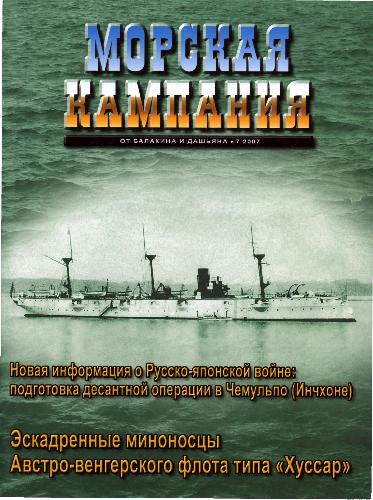 МОРСКАЯ
КАМПАНИЯ
ОТ БАЛАКИНА И ДАШЬЯНА • 7'2007
Новая информация о Русско-японской войне:
подготовка десантной операции в Чемульпо (Инчхоне)
Эскадренные миноносцы
Австро-венгерского флота типа «Хуссар»